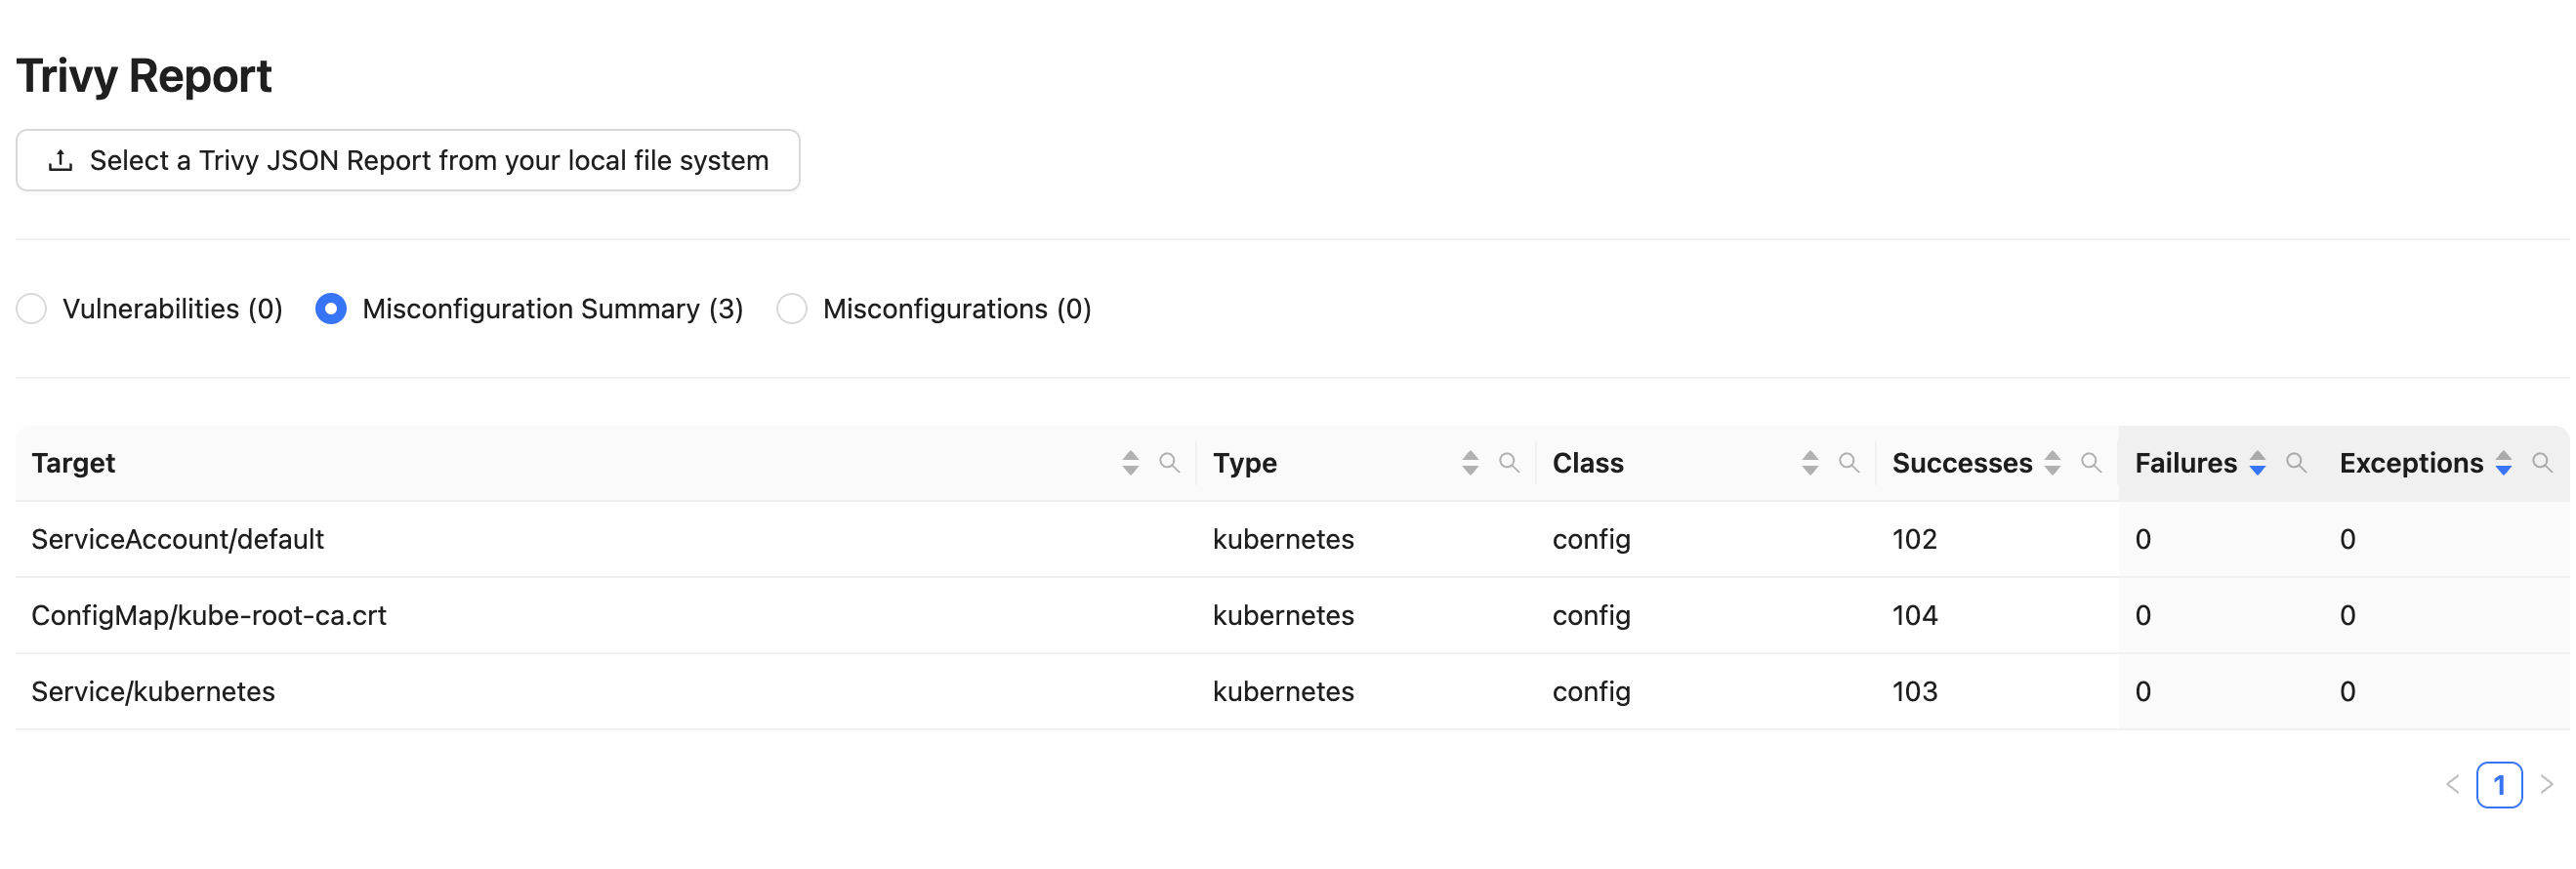 Trivy Report
Select a Trivy JSON Report from your local file system
Vulnerabilities (0) Misconfiguration Summary (3) Misconfigurations (0)
Target Type Class Successes Failures Exceptions
ServiceAccount/default kubernetes config 102 0 0
ConfigMap/kube-root-ca.crt kubernetes config 104 0 0
Service/kubernetes kubernetes config 103 0 0
1